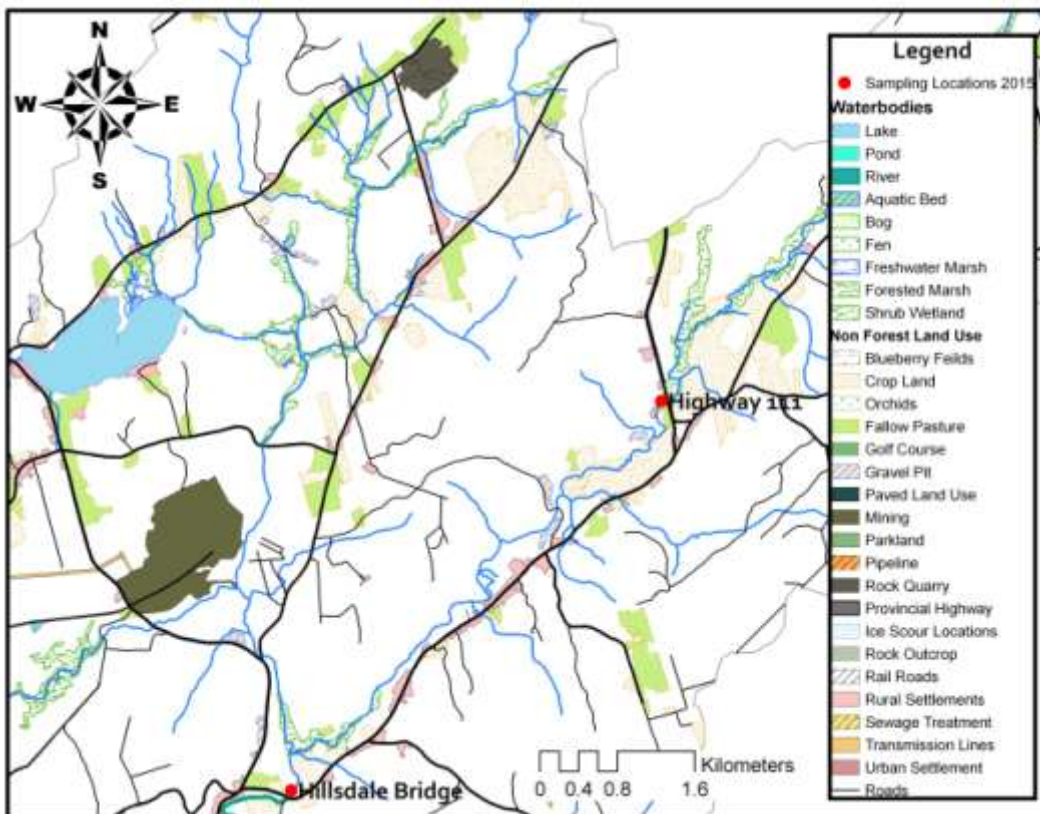 N
W E
S
Highway 111
Hillsdale Bridge
Kilometers
0 0.4 0.8 1.6
Legend
Sampling Locations 2015
Waterbodies
Lake
Pond
River
Aquatic Bed
Bog
Fen
Freshwater Marsh
Forested Marsh
Shrub Wetland
Non Forest Land Use
Blueberry Feilds
Crop Land
Orchids
Fallow Pasture
Golf Course
Gravel Pit
Paved Land Use
Mining
Parkland
Pipeline
Rock Quarry
Provincial Highway
Ice Scour Locations
Rock Outcrop
Rail Roads
Rural Settlements
Sewage Treatment
Transmission Lines
Urban Settlement
Roads